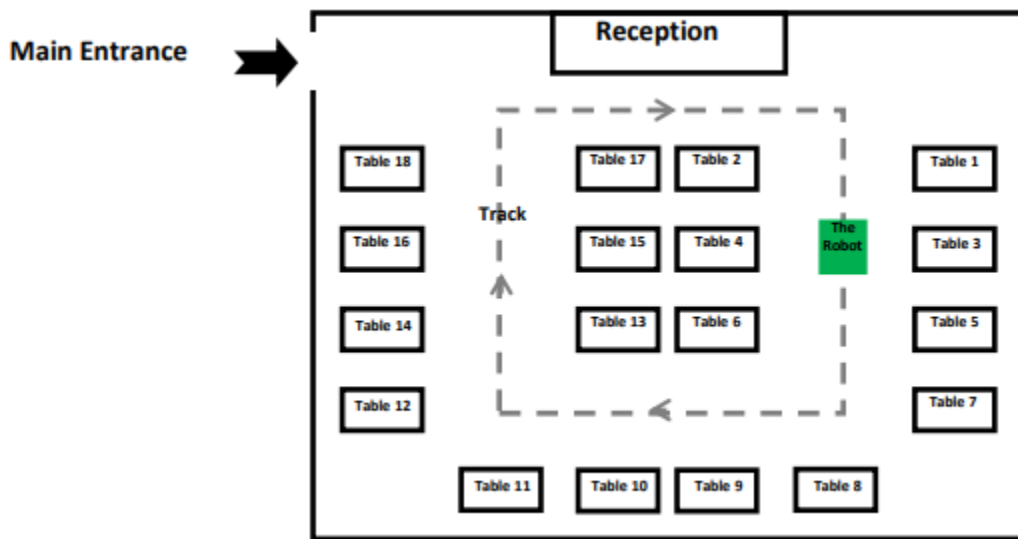 Reception
Main Entrance
Table 18
Table 17
Table 2
Table 1
Track
The
Robot
Table 16
Table 15
Table 4
Table 3
Table 14
Table 13
Table 6
Table 5
Table 12
Table 7
Table 11
Table 10
Table 9
Table 8